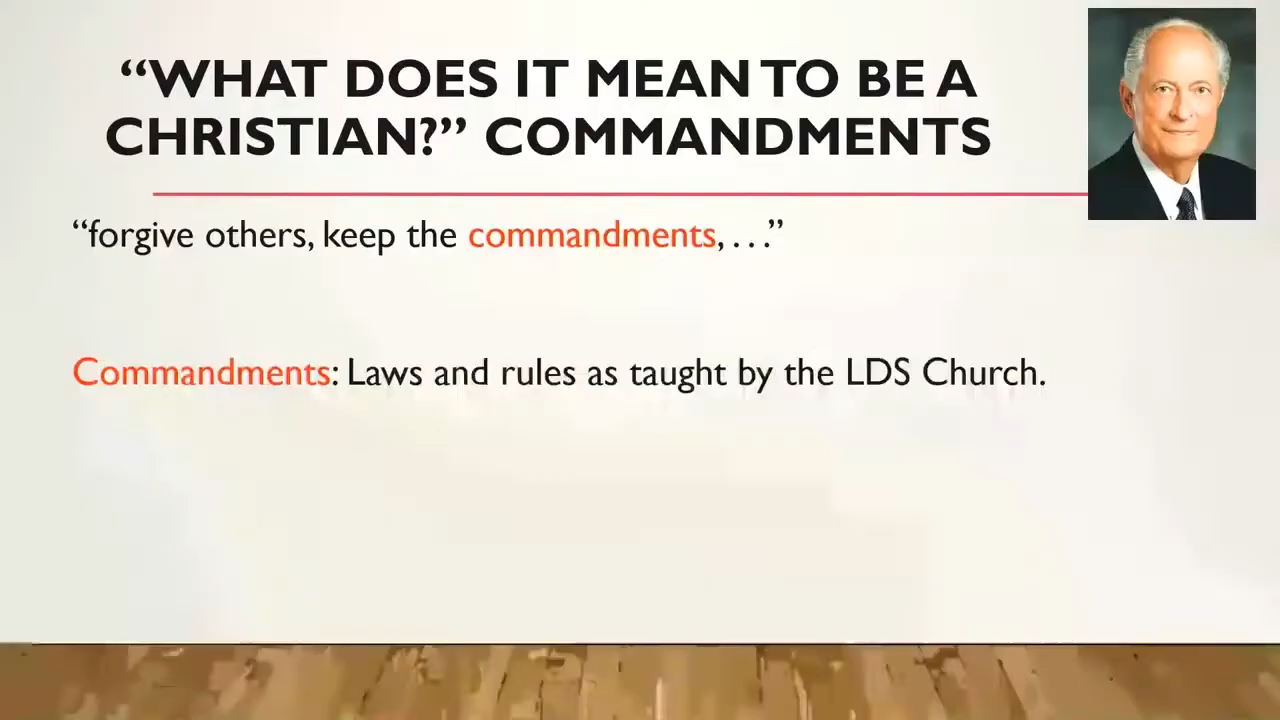 “WHAT DOES IT MEAN TO BE A
CHRISTIAN?” COMMANDMENTS
“forgive others, keep the commandments, . . .”
Commandments: Laws and rules as taught by the LDS Church.